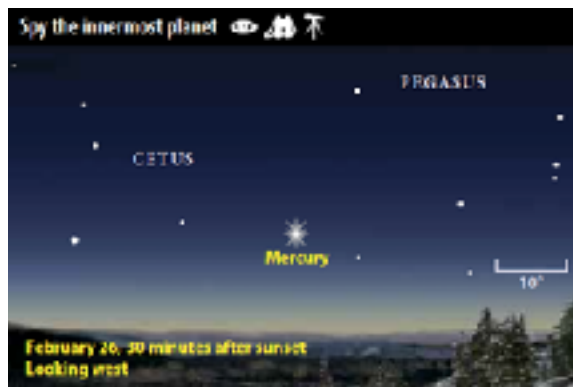 Spy the innermost planet
PEGASUS
CETUS
Mercury
10°
February 26, 30 minutes after sunset
Looking west